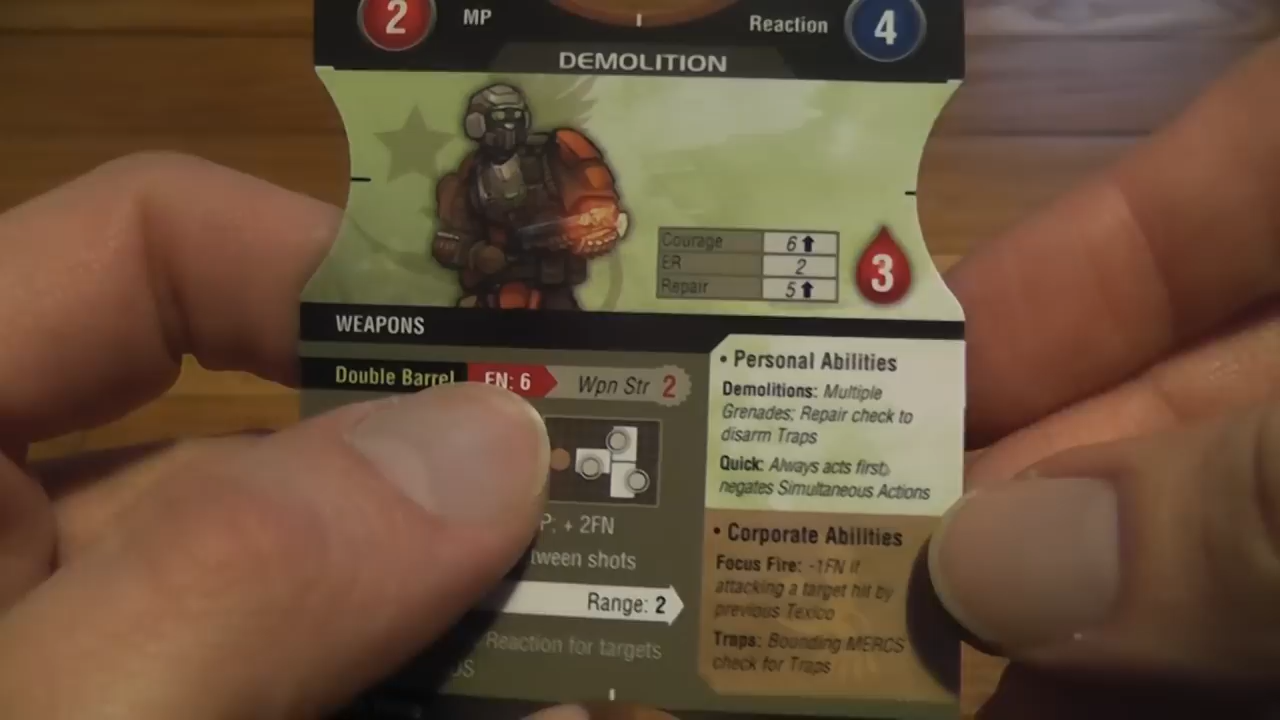 2 MP Reaction 4
DEMOLITION
Courage 6
ER 2
Repair 5
3
WEAPONS
Double Barrel FN: 6 Wpn Str 2
P: + 2FN
tween shots
Range: 2
Reaction for targets
OS
• Personal Abilities
Demolitions: Multiple
Grenades; Repair check to
disarm Traps
Quick: Always acts first,
negates Simultaneous Actions
• Corporate Abilities
Focus Fire: -1FN if
attacking a target hit by
previous Texico
Traps: Bounding MERCS
check for Traps